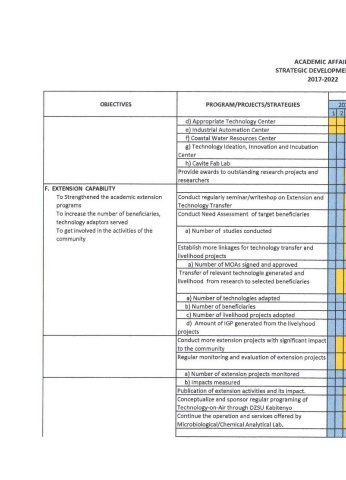 ACADEMIC AFFAI
STRATEGIC DEVELOPME
2017-2022
OBJECTIVES
PROGRAM/PROJECTS/STRATEGIES
20
1 2
d) Appropriate Technology Center
e) Industrial Automation Center
f) Coastal Water Resources Center
g) Technology Ideation, Innovation and Incubation
Center
h) Cavite Fab Lab
Provide awards to outstanding research projects and
researchers
F. EXTENSION CAPABILITY
To Strengthened the academic extension
programs
Conduct regularly seminar/writeshop on Extension and
Technology Transfer
To increase the number of beneficiaries,
technology adaptors served
Conduct Need Assessment of target beneficiaries
To get involved in the activities of the
community
a) Number of studies conducted
Establish more linkages for technology transfer and
livelihood projects
a) Number of MOAs signed and approved
Transfer of relevant technologie generated and
livelihood from research to selected beneficiaries
a) Number of technologies adapted
b) Number of beneficiaries
c) Number of livelihood projects adopted
d) Amount of IGP generated from the livelyhood
projects
Conduct more extension projects with significant impact
to the community
Regular monitoring and evaluation of extension projects
a) Number of extension projects monitored
b) Impacts measured
Publication of extension activities and its impact.
Conceptualize and sponsor regular programing of
Technology-on-Air through DZSU Kabitenyo
Continue the operation and services offered by
Microbiological/Chemical Analytical Lab.